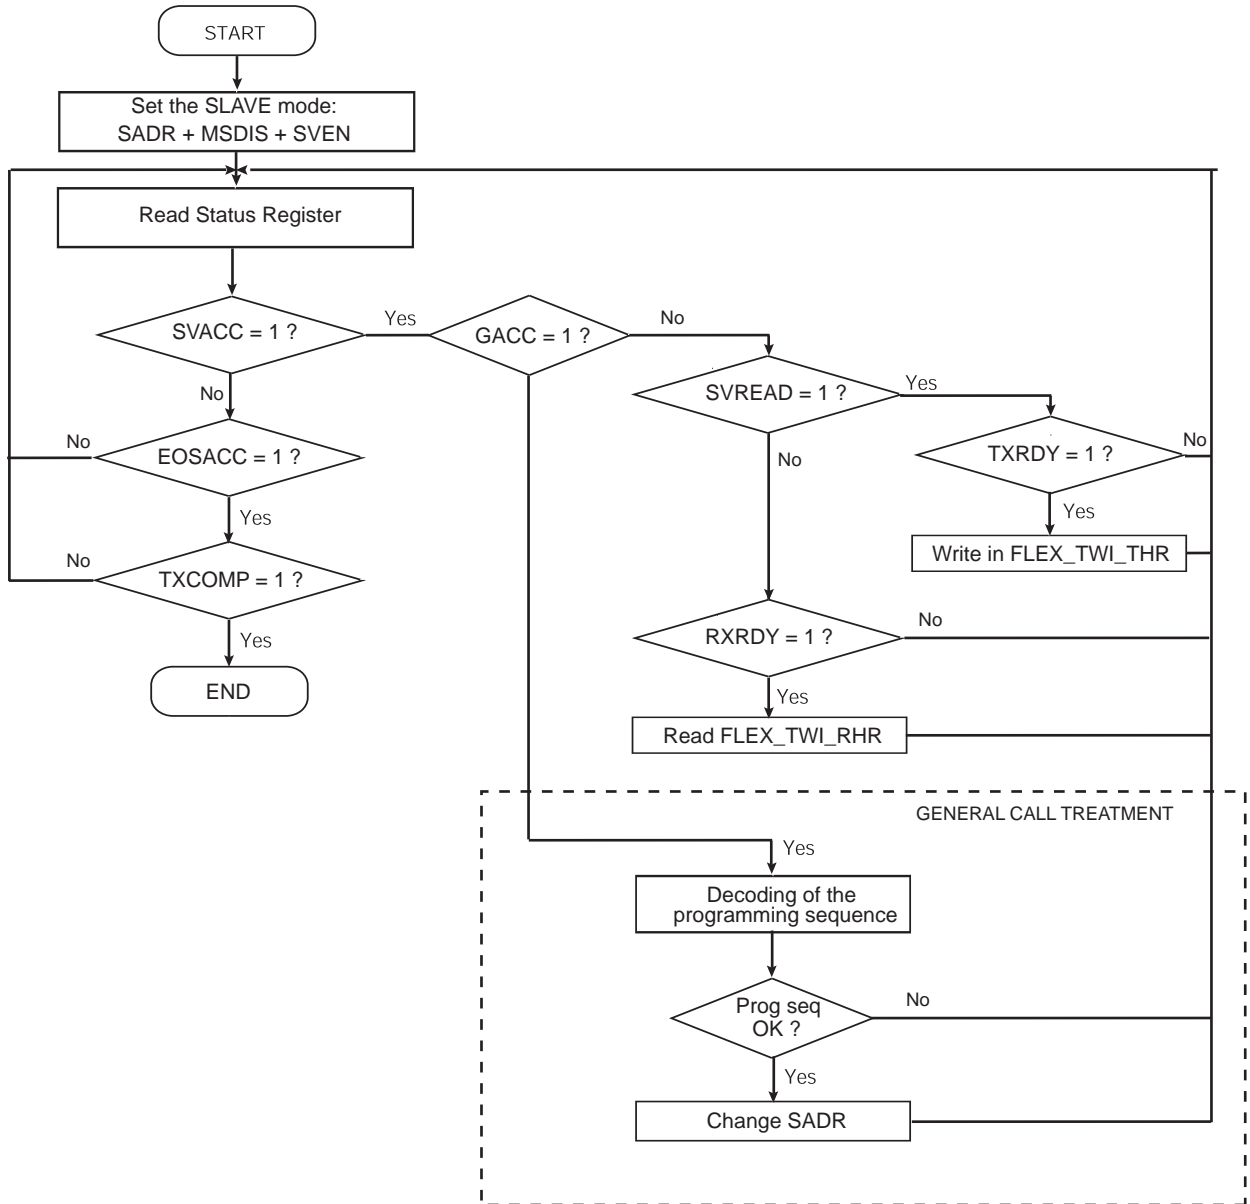 START
Set the SLAVE mode:
SADR + MSDIS + SVEN
Read Status Register
SVACC = 1 ?
Yes
GACC = 1 ?
No
No
SVREAD = 1 ?
Yes
No
EOSACC = 1 ?
No
TXRDY = 1 ?
No
Yes
Yes
Write in FLEX_TWI_THR
No
TXCOMP = 1 ?
Yes
RXRDY = 1 ?
No
END
Yes
Read FLEX_TWI_RHR
GENERAL CALL TREATMENT
Yes
Decoding of the
programming sequence
Prog seq
OK ?
No
Yes
Change SADR